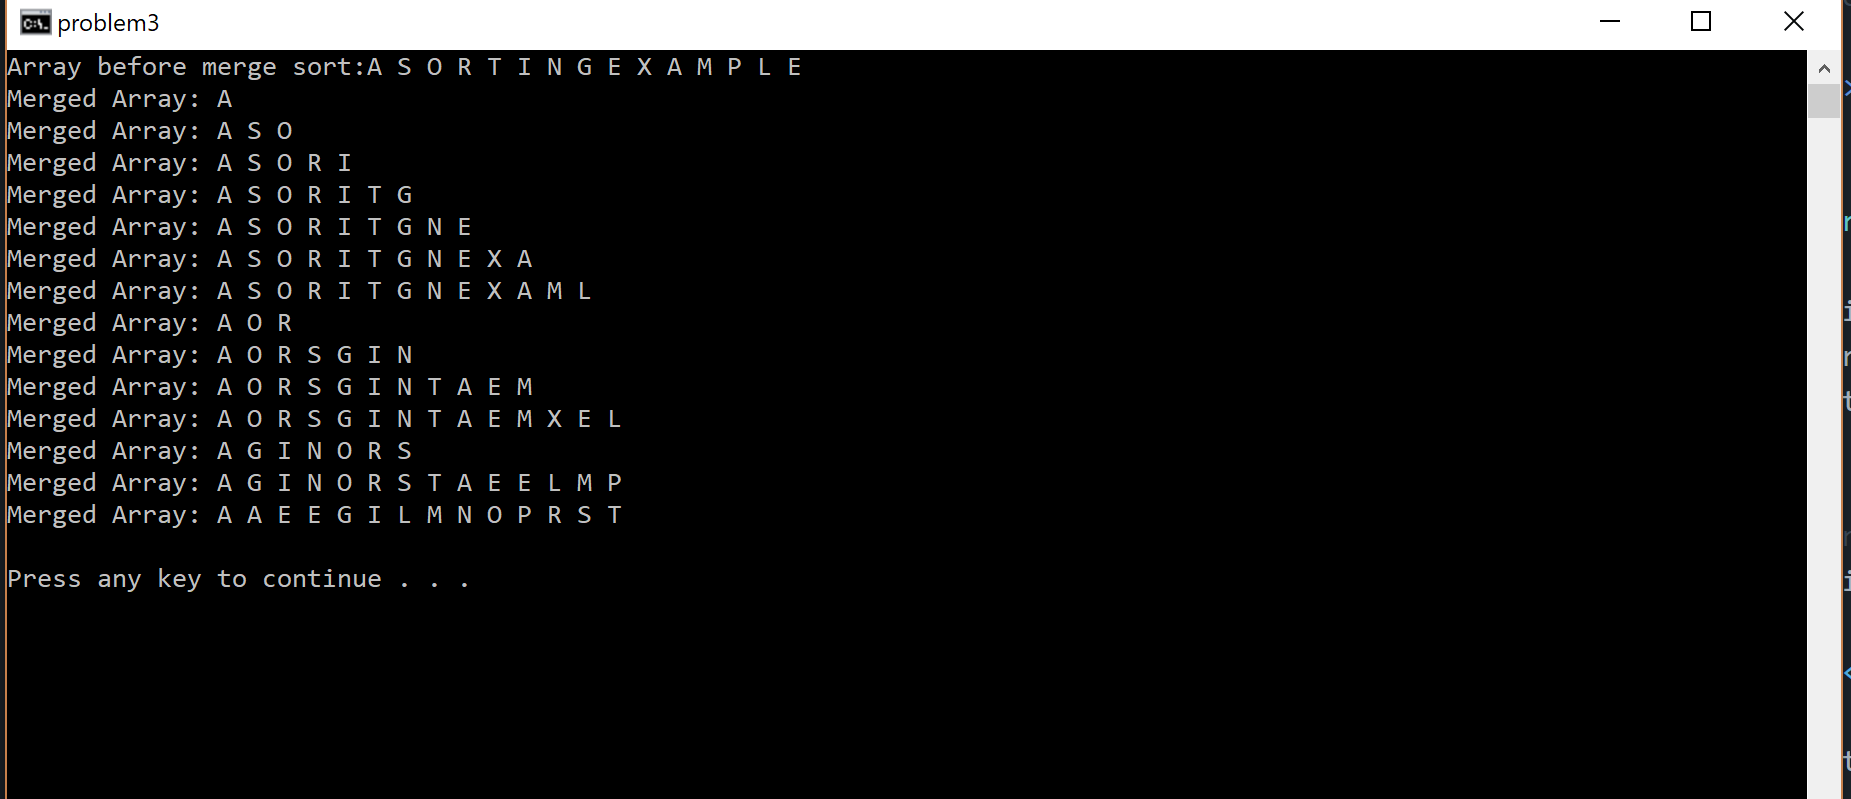 problem3
Array before merge sort:A S O R T I N G E X A M P L E
Merged Array: A
Merged Array: A S O
Merged Array: A S O R I
Merged Array: A S O R I T G
Merged Array: A S O R I T G N E
Merged Array: A S O R I T G N E X A
Merged Array: A S O R I T G N E X A M L
Merged Array: A O R
Merged Array: A O R S G I N
Merged Array: A O R S G I N T A E M
Merged Array: A O R S G I N T A E M X E L
Merged Array: A G I N O R S
Merged Array: A G I N O R S T A E E L M P
Merged Array: A A E E G I L M N O P R S T
Press any key to continue . . .